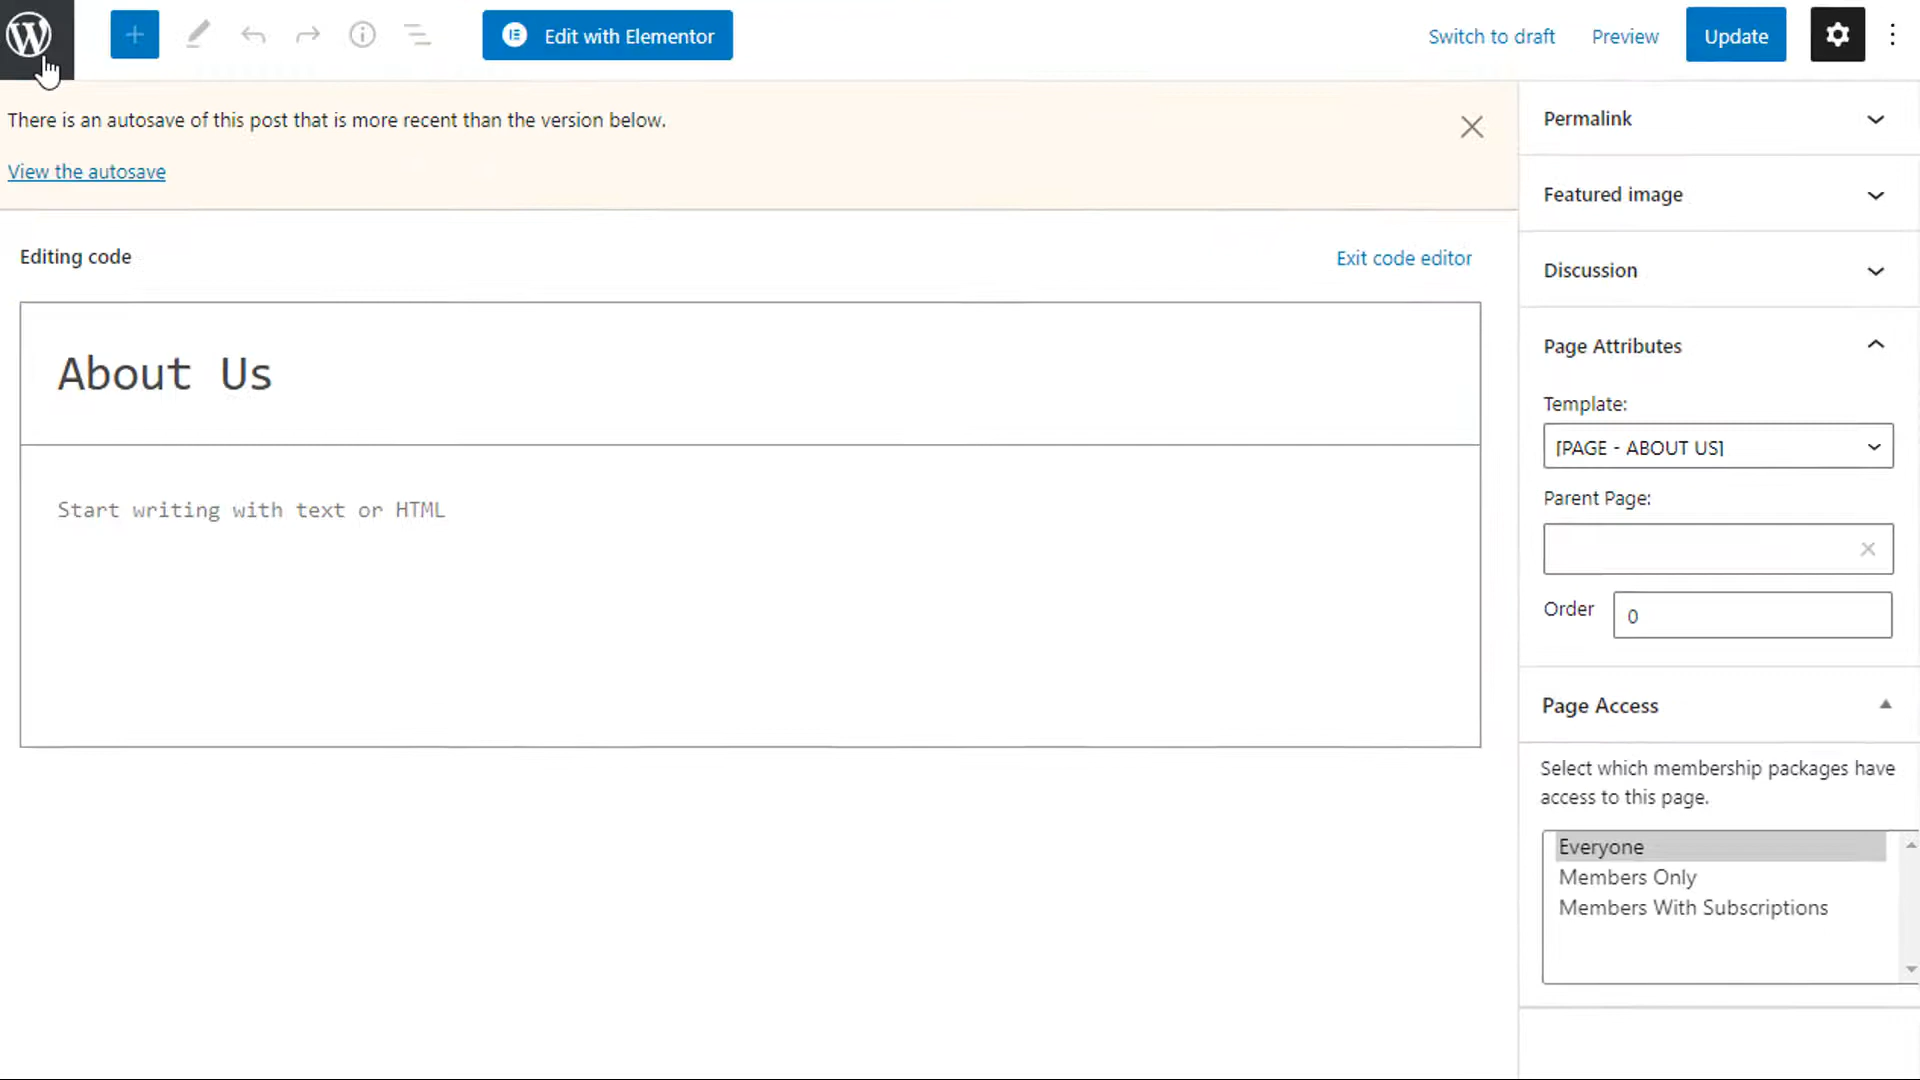 Edit with Elementor
Switch to draft
Preview
Update
There is an autosave of this post that is more recent than the version below.
View the autosave
Editing code
Exit code editor
About Us
Start writing with text or HTML
Permalink
Featured image
Discussion
Page Attributes
Template:
[PAGE - ABOUT US]
Parent Page:
Order
0
Page Access
Select which membership packages have
access to this page.
Everyone
Members Only
Members With Subscriptions